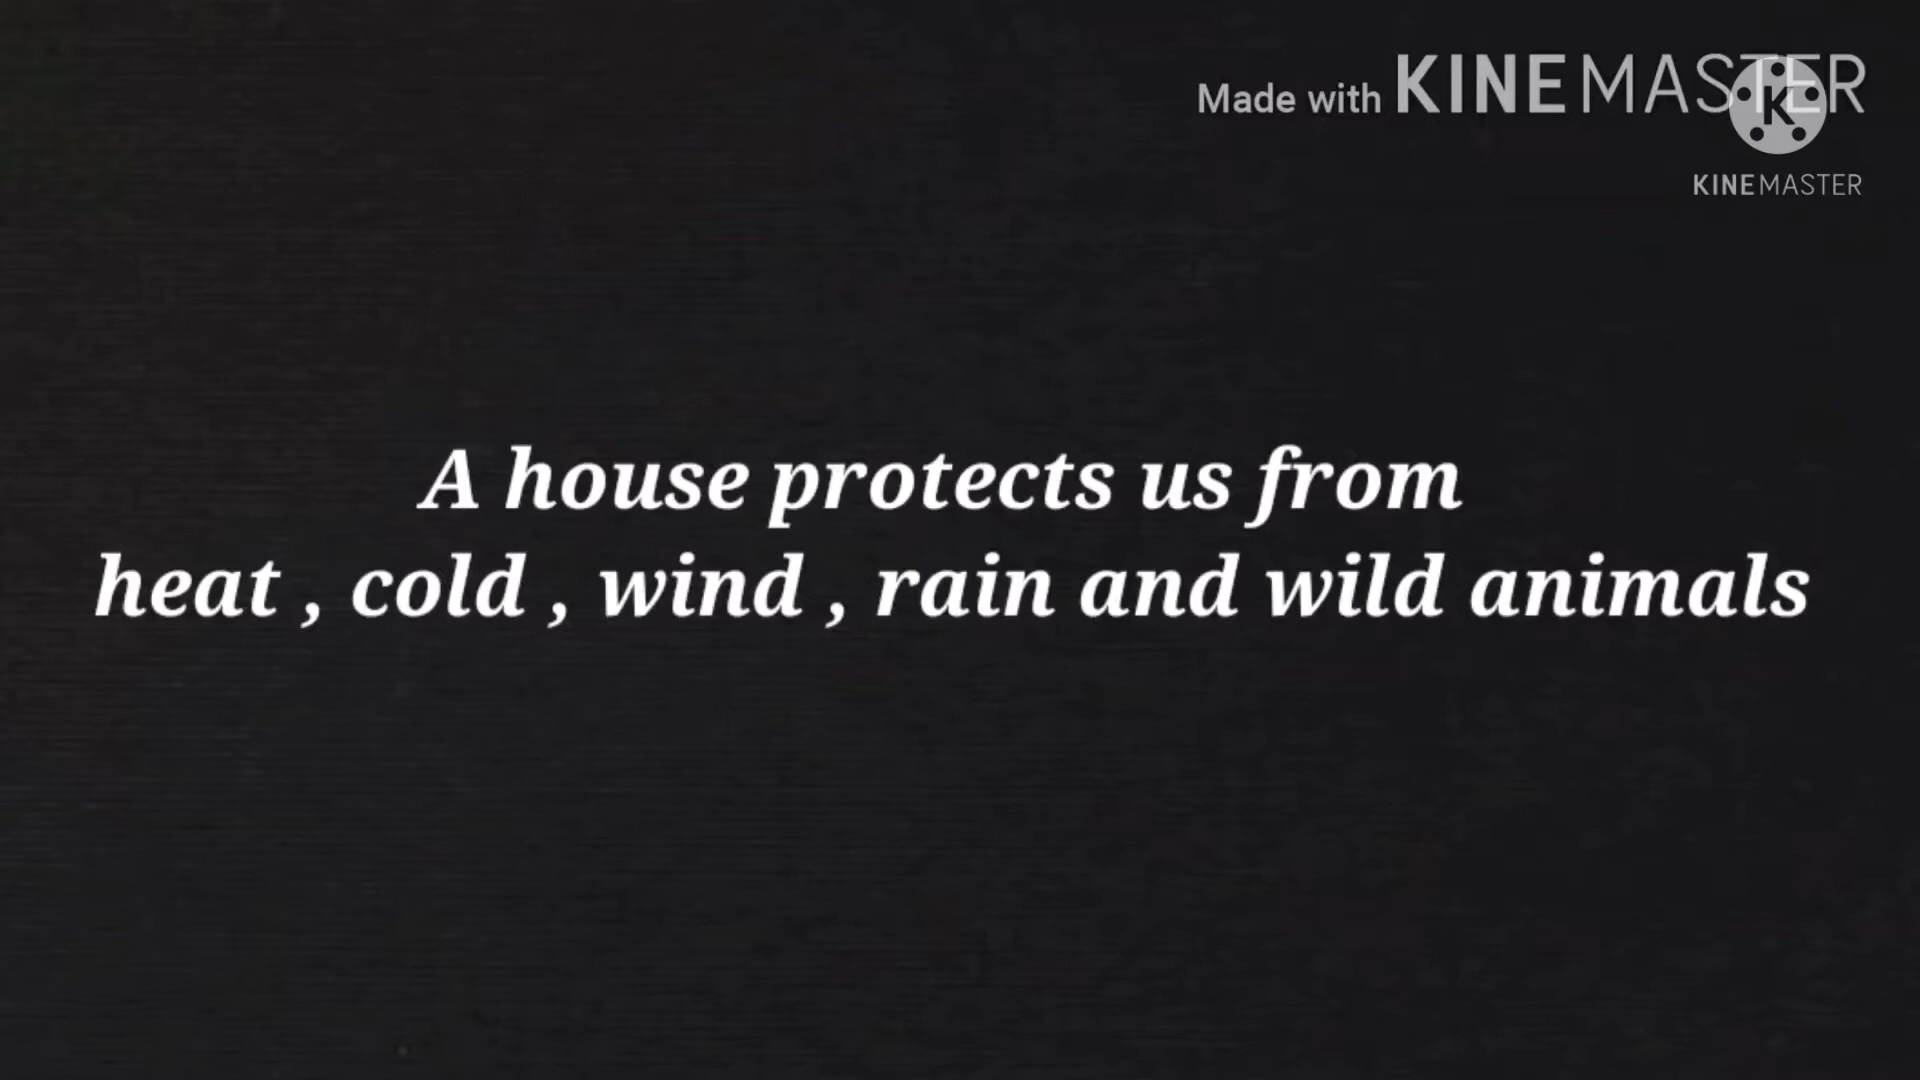 Made with KINEMASTER
KINEMASTER
A house protects us from
heat , cold , wind , rain and wild animals